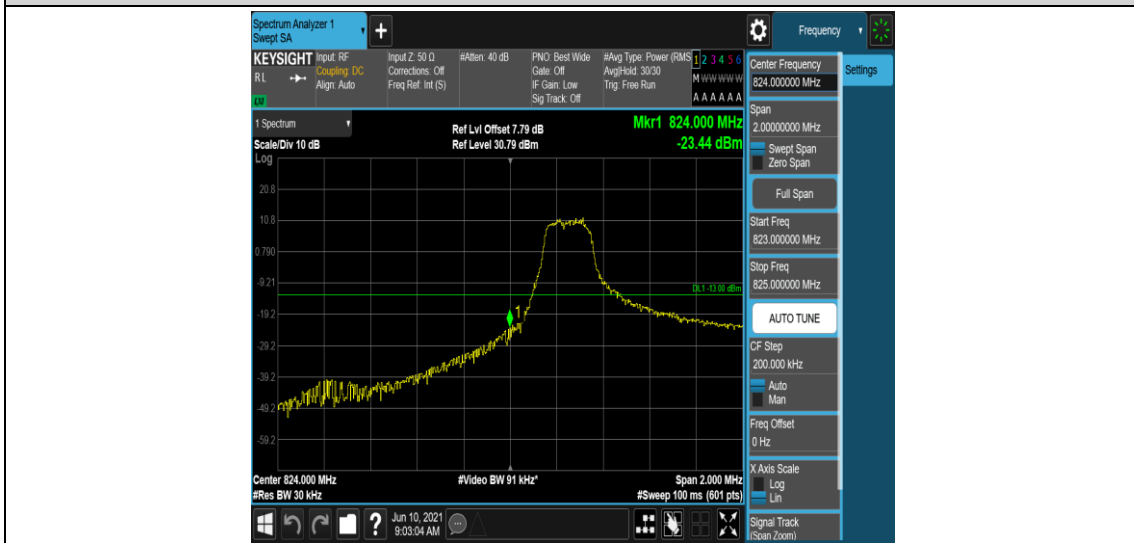 Spectrum Analyzer 1
Swept SA
+
Frequency
KEYSIGHT
RL
Input: RF
Coupling: DC
Align: Auto
Input Z: 50 Ω
Corrections: Off
Freq Ref: Int (S)
#Atten: 40 dB
PNO: Best Wide
Gate: Off
IF Gain: Low
Sig Track: Off
#Avg Type: Power (RMS
Avg|Hold: 30/30
Trig: Free Run
1 2 3 4 5 6
M W W W W W
A A A A A A
1 Spectrum
Scale/Div 10 dB
Ref Lvl Offset 7.79 dB
Ref Level 30.79 dBm
Mkr1 824.000 MHz
-23.44 dBm
Log
20.8
10.8
0.790
-9.21
-19.2
-29.2
-39.2
-49.2
-59.2
DL1 -13.00 dBm
1
Center 824.000 MHz
#Res BW 30 kHz
#Video BW 91 kHz*
Span 2.000 MHz
#Sweep 100 ms (601 pts)
Center Frequency
824.000000 MHz
Settings
Span
2.00000000 MHz
Swept Span
Zero Span
Full Span
Start Freq
823.000000 MHz
Stop Freq
825.000000 MHz
AUTO TUNE
CF Step
200.000 kHz
Auto
Man
Freq Offset
0 Hz
X Axis Scale
Log
Lin
Signal Track
(Span Zoom)
?
Jun 10, 2021
9:03:04 AM